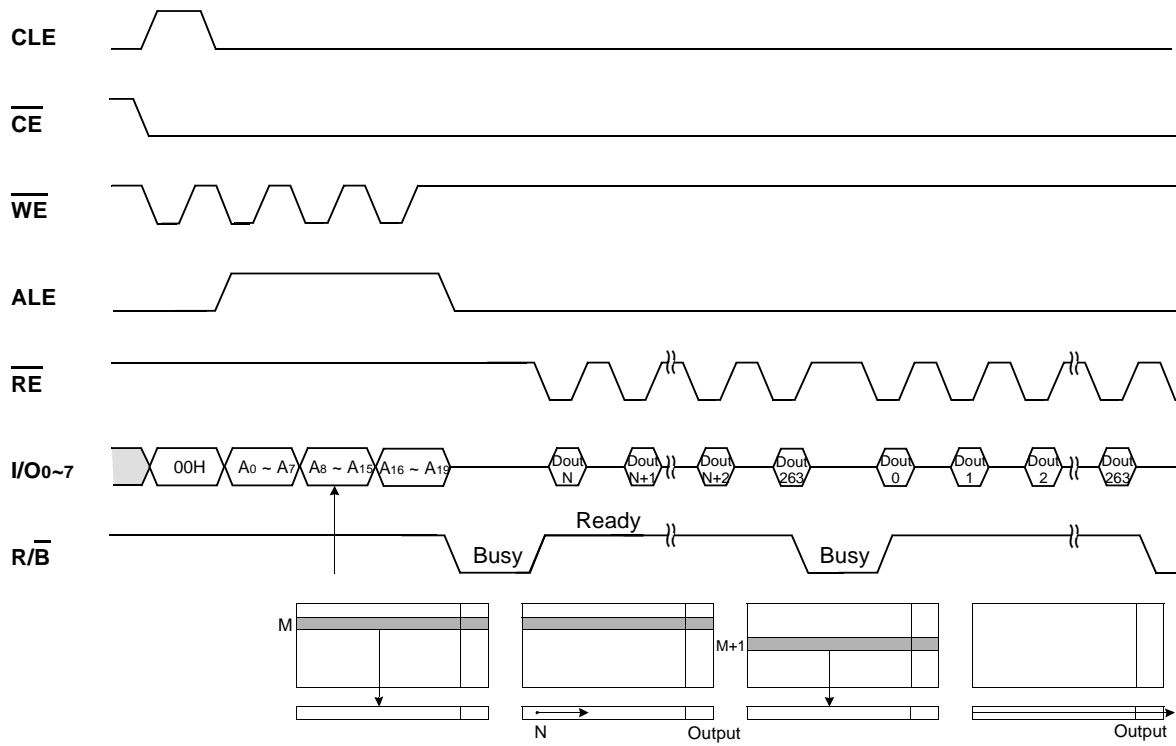 CLE
CE
WE
ALE
RE
I/O0~7 00H A0 ~ A7 A8 ~ A15 A16 ~ A19 Dout N Dout N+1 Dout N+2 Dout 263 Dout 0 Dout 1 Dout 2 Dout 263
R/B Busy Ready Busy
M M+1
N Output Output